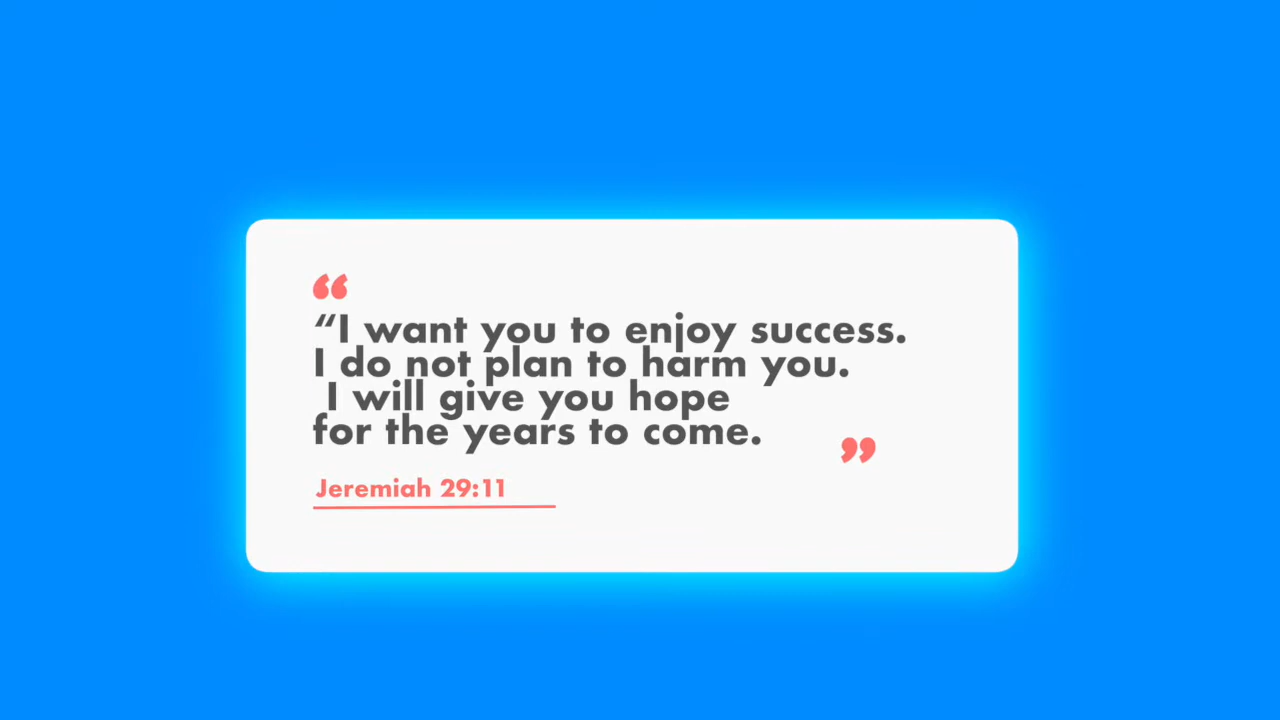 “
“I want you to enjoy success.
I do not plan to harm you.
I will give you hope
for the years to come.
”
Jeremiah 29:11